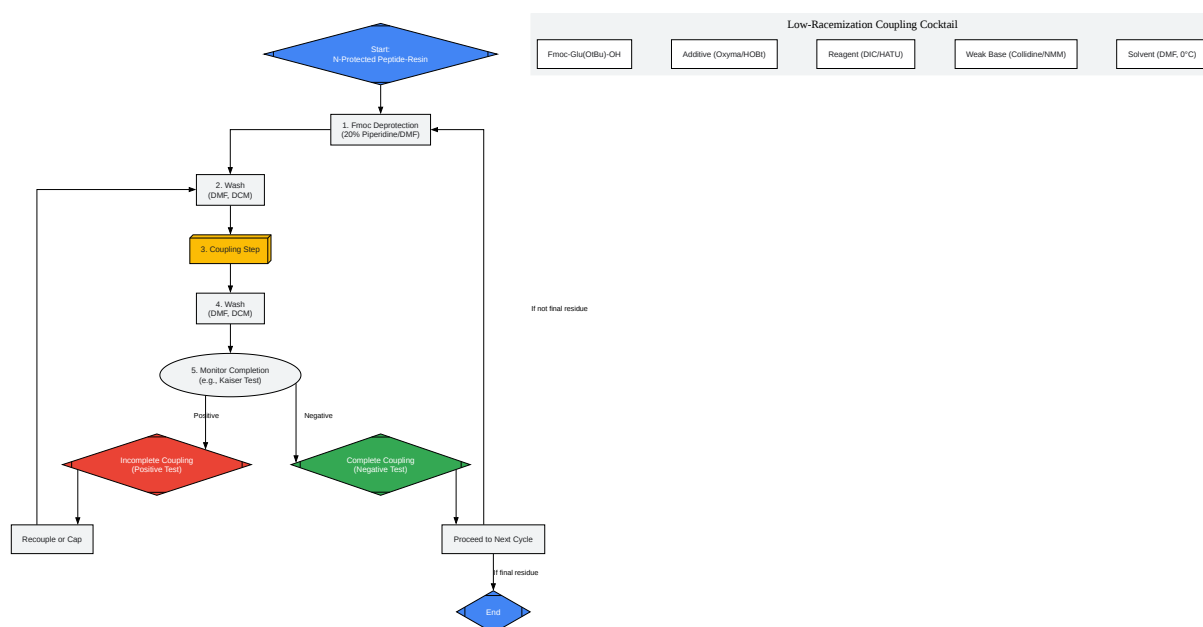 Low-Racemization Coupling Cocktail
Fmoc-Glu(OtBu)-OH
Additive (Oxyma/HOBt)
Reagent (DIC/HATU)
Weak Base (Collidine/NMM)
Solvent (DMF, 0°C)
Start:
N-Protected Peptide-Resin
1. Fmoc Deprotection
(20% Piperidine/DMF)
2. Wash
(DMF, DCM)
3. Coupling Step
4. Wash
(DMF, DCM)
If not final residue
5. Monitor Completion
(e.g., Kaiser Test)
Positive
Negative
Incomplete Coupling
(Positive Test)
Complete Coupling
(Negative Test)
Recouple or Cap
Proceed to Next Cycle
If final residue
End